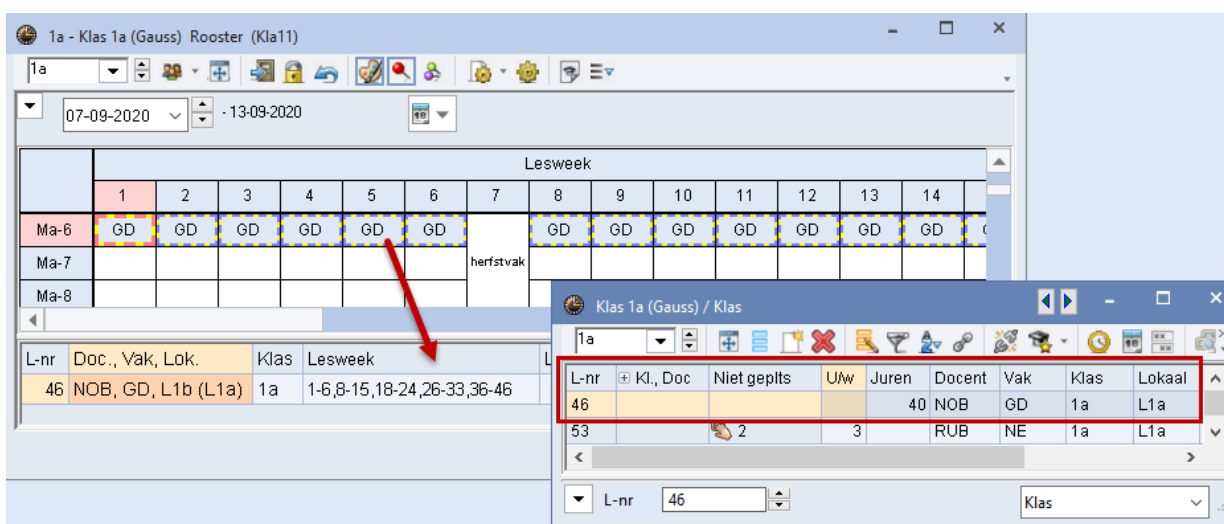 1a - Klas 1a (Gauss) Rooster (Kla11)
1a
07-09-2020 - 13-09-2020
Lesweek
1 2 3 4 5 6 7 8 9 10 11 12 13 14
Ma-6 GD GD GD GD GD GD GD GD GD GD GD GD GD
Ma-7 herfstvak
Ma-8
L-nr Doc., Vak, Lok. Klas Lesweek
46 NOB, GD, L1b (L1a) 1a 1-6,8-15,18-24,26-33,36-46
Klas 1a (Gauss) / Klas
1a
L-nr Kl., Doc Niet geplts U/w Juren Docent Vak Klas Lokaal
46 40 NOB GD 1a L1a
53 2 3 RUB NE 1a L1a
L-nr 46 Klas